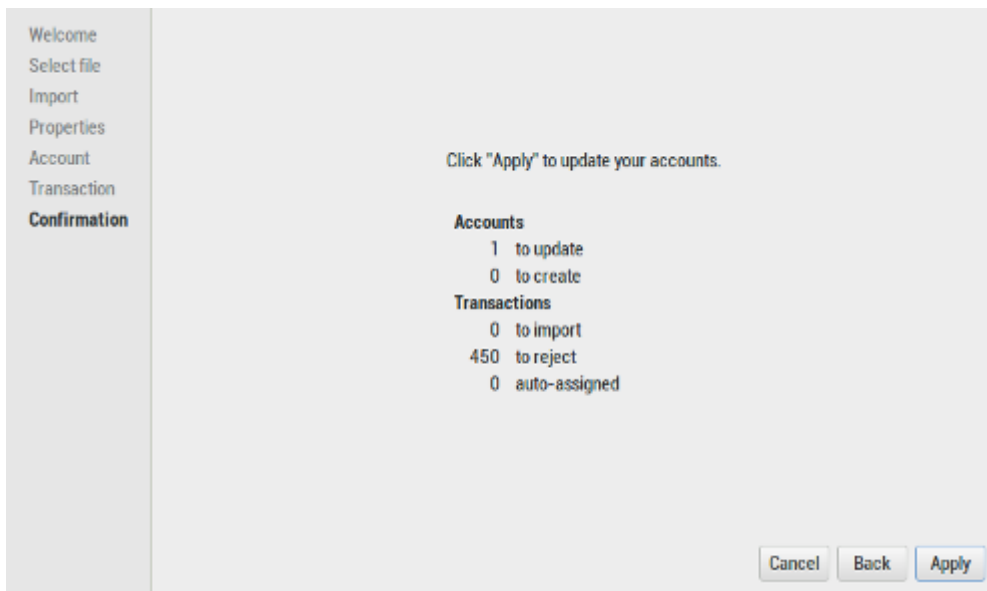 Welcome
Select file
Import
Properties
Account
Transaction
Confirmation
Click "Apply" to update your accounts.
Accounts
1 to update
0 to create
Transactions
0 to import
450 to reject
0 auto-assigned
Cancel Back Apply